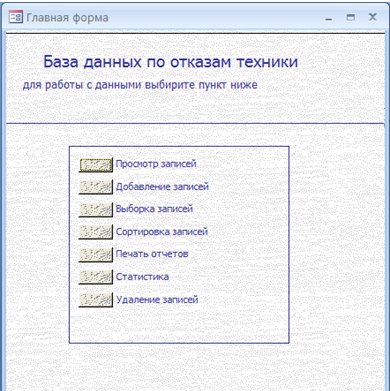 Главная форма
База данных по отказам техники
для работы с данными выбирите пункт ниже
Просмотр записей
Добавление записей
Выборка записей
Сортировка записей
Печать отчетов
Статистика
Удаление записей